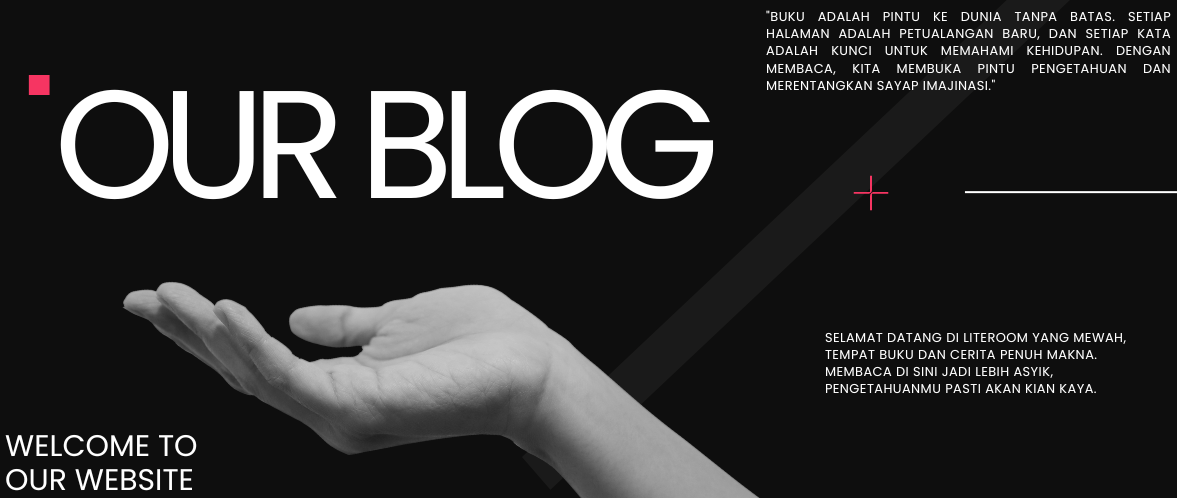 "BUKU ADALAH PINTU KE DUNIA TANPA BATAS. SETIAP
HALAMAN ADALAH PETUALANGAN BARU, DAN SETIAP KATA
ADALAH KUNCI UNTUK MEMAHAMI KEHIDUPAN. DENGAN
MEMBACA, KITA MEMBUKA PINTU PENGETAHUAN DAN
MERENTANGKAN SAYAP IMAJINASI."
OUR BLOG
SELAMAT DATANG DI LITEROOM YANG MEWAH,
TEMPAT BUKU DAN CERITA PENUH MAKNA.
MEMBACA DI SINI JADI LEBIH ASYIK,
PENGETAHUANMU PASTI AKAN KIAN KAYA.
WELCOME TO
OUR WEBSITE